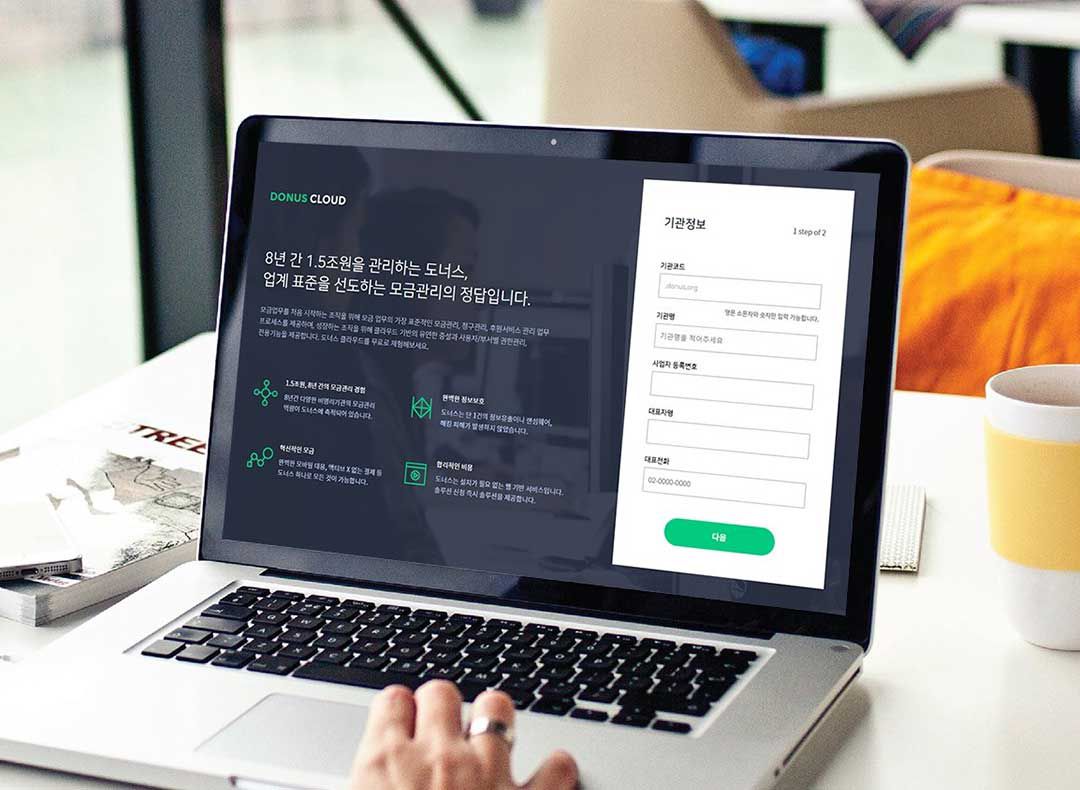 DONUS CLOUD
8년 간 1.5조원을 관리하는 도너스,
업계 표준을 선도하는 모금관리의 정답입니다.
모금업무를 처음 시작하는 조직을 위해 모금 업무의 가장 표준적인 모금관리, 청구관리, 후원서비스 관리 업무
프로세스를 제공하며, 성장하는 조직을 위해 클라우드 기반의 유연한 증설과 사용자/부서별 권한관리,
전용기능을 제공합니다. 도너스 클라우드를 무료로 체험해보세요.
1.5조원, 8년 간의 모금관리 경험
8년간 다양한 비영리기관의 모금관리
역량이 도너스에 축적되어 있습니다.
완벽한 정보보호
도너스는 단 1건의 정보유출이나 랜섬웨어,
해킹 피해가 발생하지 않았습니다.
혁신적인 모금
완벽한 모바일 대응, 액티브 X 없는 결제 등
도너스 하나로 모든 것이 가능합니다.
합리적인 비용
도너스는 설치가 필요 없는 웹 기반 서비스입니다.
솔루션 신청 즉시 솔루션을 제공합니다.
기관정보
1 step of 2
기관코드
.donus.org
영문 소문자와 숫자만 입력 가능합니다.
기관명
기관명을 적어주세요
사업자 등록번호
대표자명
대표전화
02-0000-0000
다음
TREE